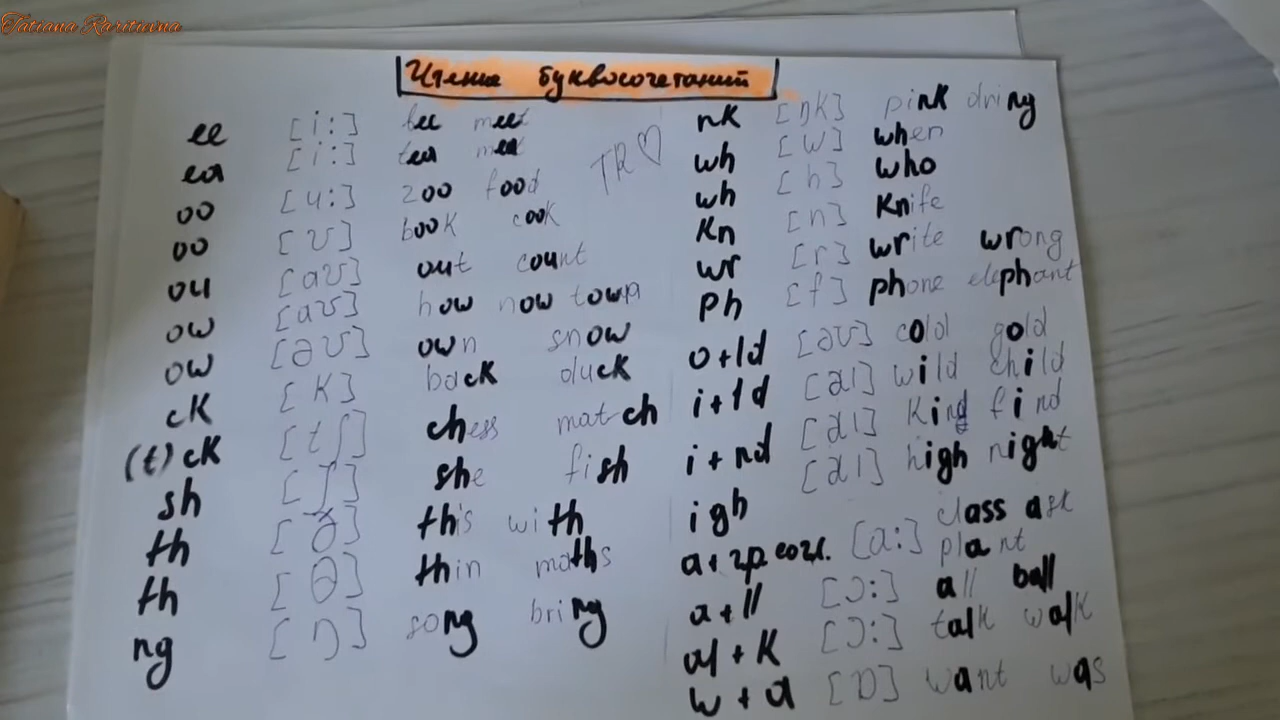 Tatiana
Чтение буквосочетаний
ee [i:] tee meet
ea [i:] tea meat
oo [u:] zoo food
oo [ʊ] book cook
ou [aʊ] out count
ow [aʊ] how now town
ow [əʊ] own snow
ck [k] back duck
(t)ck [tʃ] chess match
sh [ʃ] she fish
th [ð] this with
th [θ] thin maths
ng [ŋ] song bring
TR♡
nk [ŋk] pink dring
wh [w] when
wh [h] who
kn [n] knife
wr [r] write wrong
ph [f] phone elephant
o+ld [əʊ] cold gold
i+ld [aɪ] wild child
i+nd [aɪ] kind find
igh [aɪ] high night
a+гр.согл. [a:] class ask
plant
a+ll [ɔ:] all ball
al+k [ɔ:] talk walk
w+a [ɒ] want was